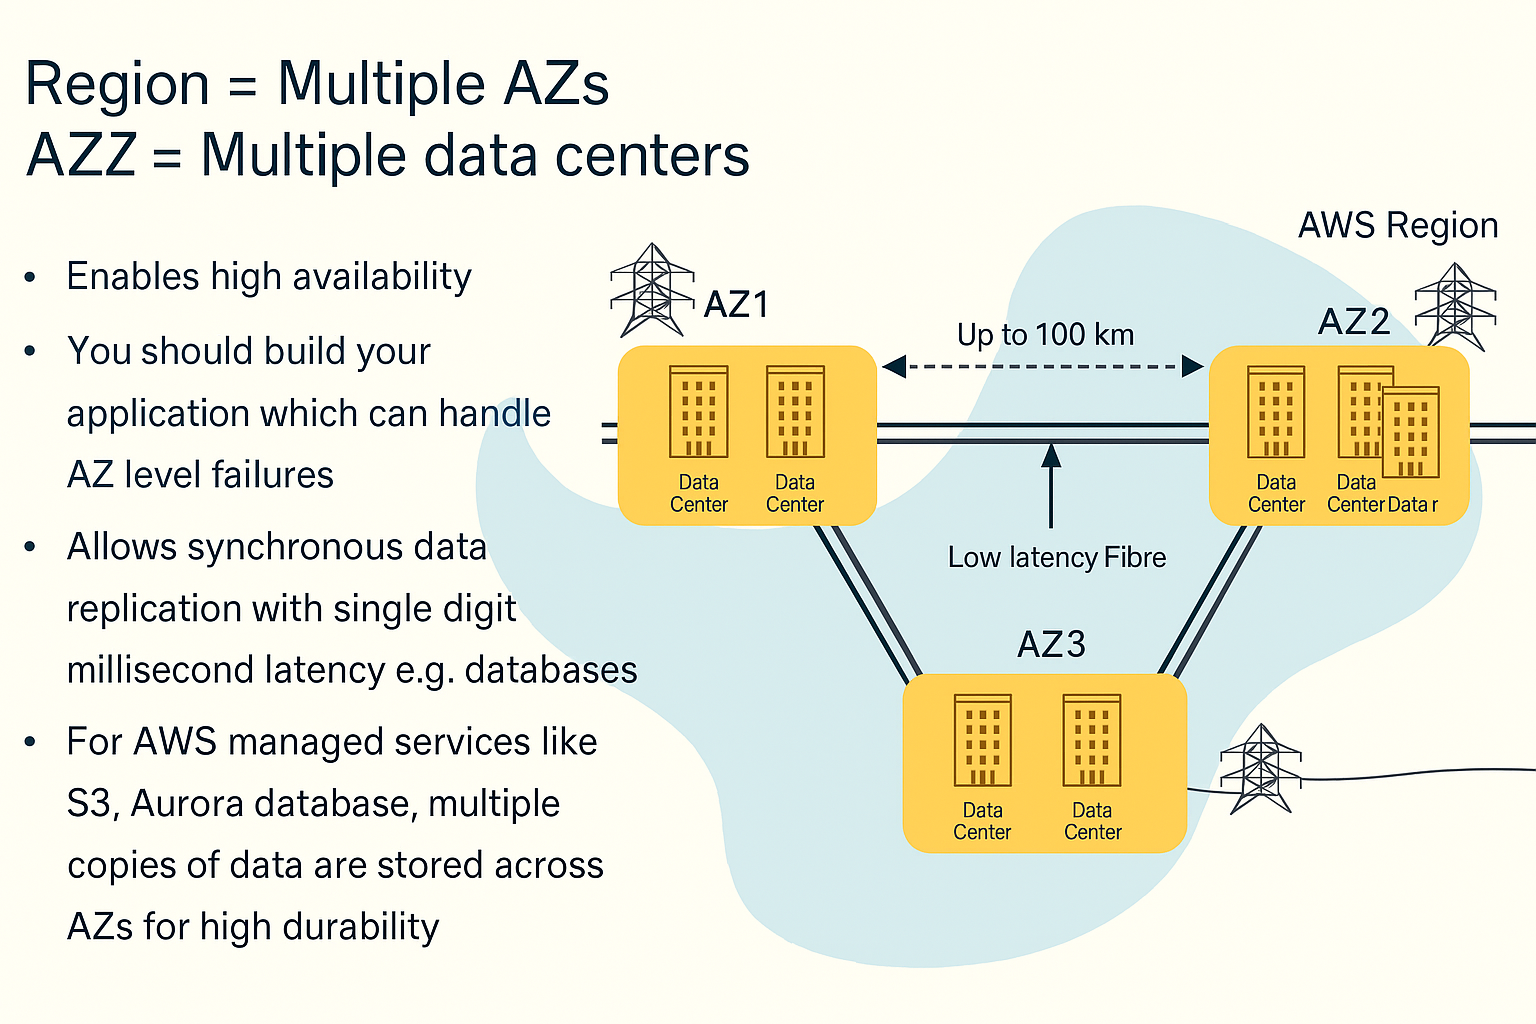 Region = Multiple AZs
AZZ = Multiple data centers
• Enables high availability
• You should build your
application which can handle
AZ level failures
• Allows synchronous data
replication with single digit
millisecond latency e.g. databases
• For AWS managed services like
S3, Aurora database, multiple
copies of data are stored across
AZs for high durability
AWS Region
AZ1
AZ2
Up to 100 km
Data
Center
Data
Center
Data
Center
Data
Center
Data r
Low latency Fibre
AZ3
Data
Center
Data
Center